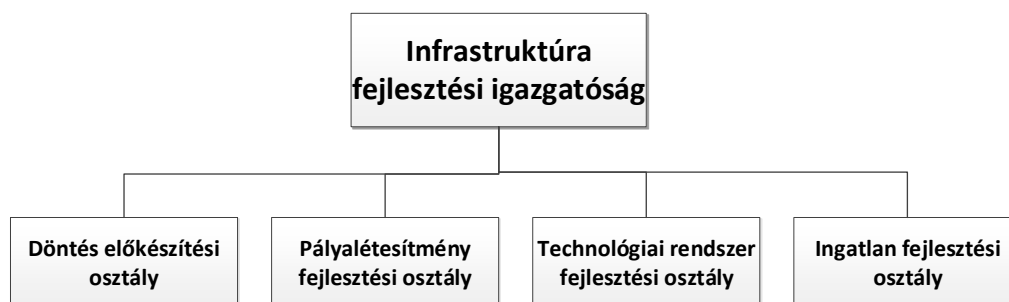 Infrastruktúra
fejlesztési igazgatóság
Döntés előkészítési
osztály
Pályalétesítmény
fejlesztési osztály
Technológiai rendszer
fejlesztési osztály
Ingatlan fejlesztési
osztály